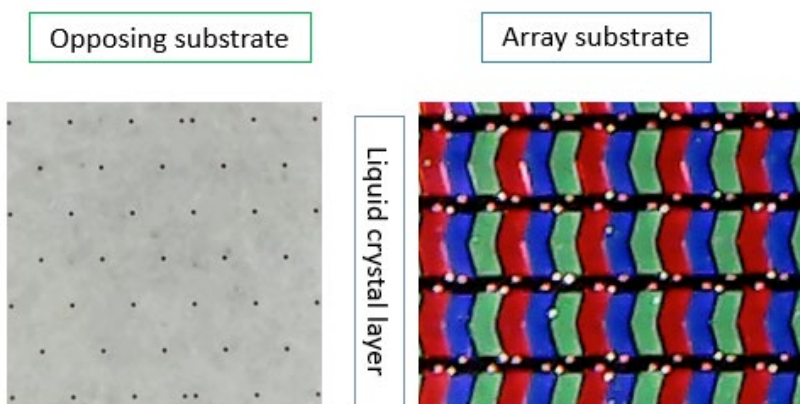 Opposing substrate
Array substrate
Liquid crystal layer